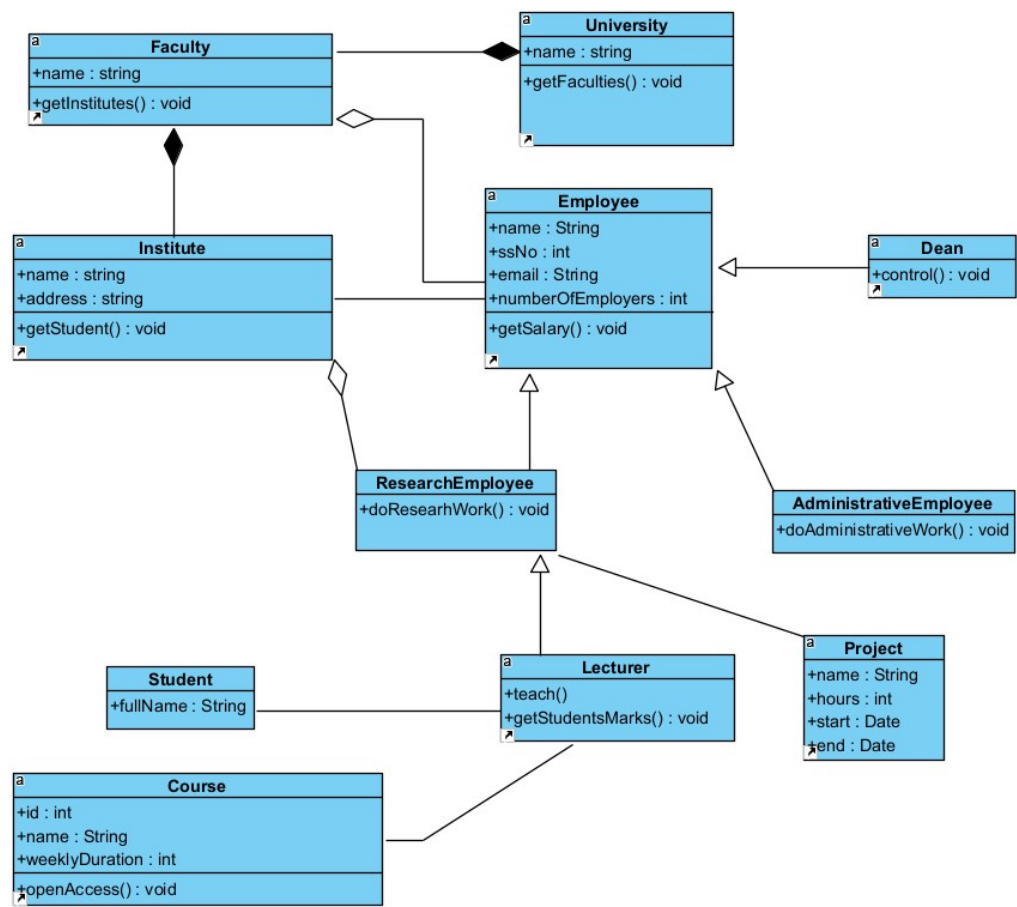 a
Faculty
+name : string
+getInstitutes() : void
a
University
+name : string
+getFaculties() : void
a
Employee
+name : String
+ssNo : int
+email : String
+numberOfEmployers : int
+getSalary() : void
a
Institute
+name : string
+address : string
+getStudent() : void
a
Dean
+control() : void
ResearchEmployee
+doResearhWork() : void
AdministrativeEmployee
+doAdministrativeWork() : void
Student
+fullName : String
a
Lecturer
+teach()
+getStudentsMarks() : void
a
Project
+name : String
+hours : int
+start : Date
+end : Date
a
Course
+id : int
+name : String
+weeklyDuration : int
+openAccess() : void